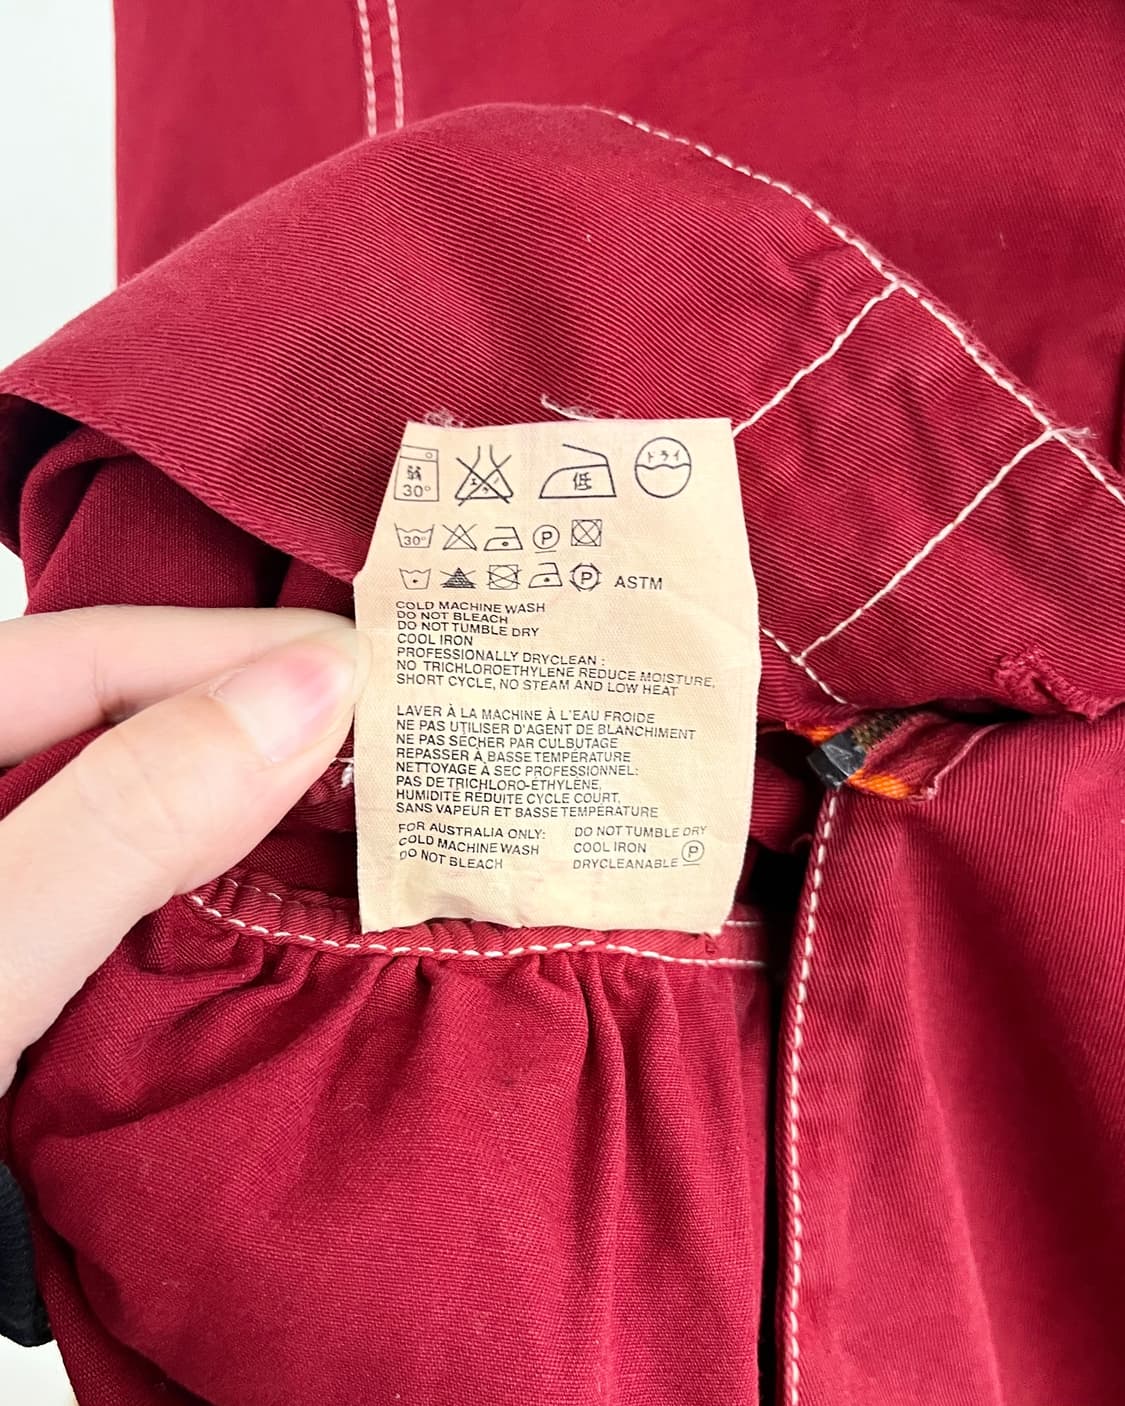 弱
30°
エンソ
低
ドライ
30° P
P ASTM
COLD MACHINE WASH
DO NOT BLEACH
DO NOT TUMBLE DRY
COOL IRON
PROFESSIONALLY DRYCLEAN :
NO TRICHLOROETHYLENE REDUCE MOISTURE,
SHORT CYCLE, NO STEAM AND LOW HEAT
LAVER À LA MACHINE À L'EAU FROIDE
NE PAS UTILISER D'AGENT DE BLANCHIMENT
NE PAS SÉCHER PAR CULBUTAGE
REPASSER À BASSE TEMPÉRATURE
NETTOYAGE À SEC PROFESSIONNEL:
PAS DE TRICHLORO-ÉTHYLÈNE,
HUMIDITÉ RÉDUITE CYCLE COURT,
SANS VAPEUR ET BASSE TEMPÉRATURE
FOR AUSTRALIA ONLY:
COLD MACHINE WASH
DO NOT BLEACH
DO NOT TUMBLE DRY
COOL IRON
DRYCLEANABLE P